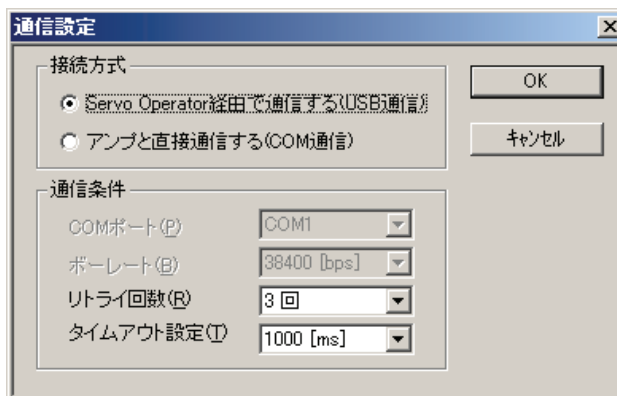 通信設定
接続方式
Servo Operator経由で通信する(USB通信)
アンプと直接通信する(COM通信)
OK
キャンセル
通信条件
COMポート(P) COM1
ボーレート(B) 38400 [bps]
リトライ回数(R) 3 回
タイムアウト設定(T) 1000 [ms]